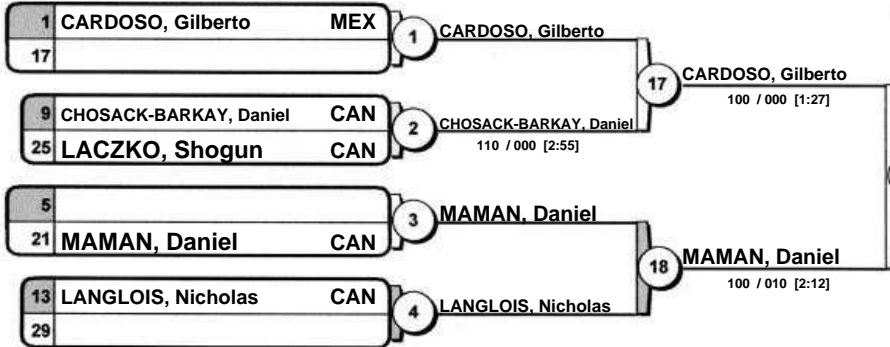 1 CARDOSO, Gilberto MEX
17
1 CARDOSO, Gilberto
9 CHOSACK-BARKAY, Daniel CAN
25 LACZKO, Shogun CAN
2 CHOSACK-BARKAY, Daniel
110 / 000 [2:55]
17 CARDOSO, Gilberto
100 / 000 [1:27]
5
21 MAMAN, Daniel CAN
3 MAMAN, Daniel
13 LANGLOIS, Nicholas CAN
29
4 LANGLOIS, Nicholas
18 MAMAN, Daniel
100 / 010 [2:12]